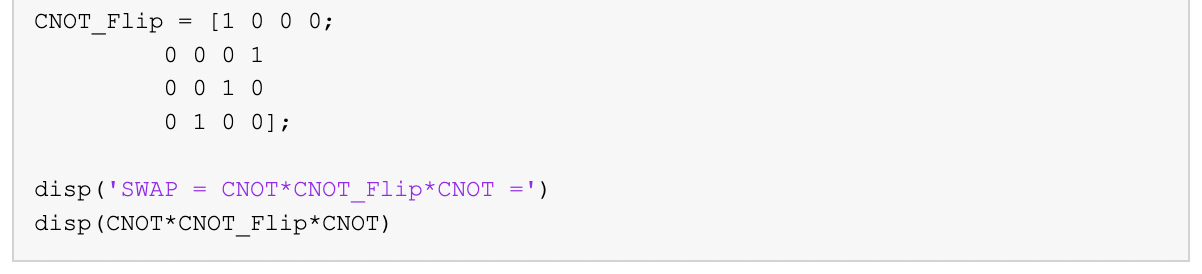 CNOT_Flip = [1 0 0 0;
0 0 0 1
0 0 1 0
0 1 0 0];
disp('SWAP = CNOT*CNOT_Flip*CNOT =')
disp(CNOT*CNOT_Flip*CNOT)